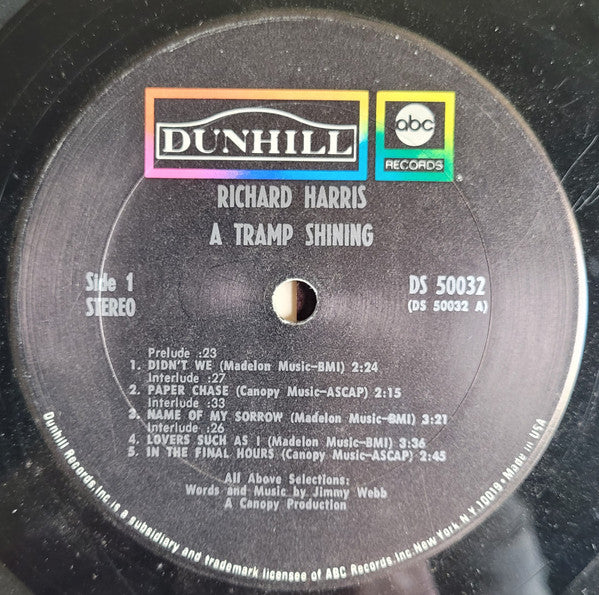 DUNHILL
abc
RECORDS
RICHARD HARRIS
A TRAMP SHINING
Side 1
STEREO
DS 50032
(DS 50032 A)
Prelude :23
1. DIDN'T WE (Madelon Music-BMI) 2:24
Interlude :27
2. PAPER CHASE (Canopy Music-ASCAP) 2:15
Interlude :33
3. NAME OF MY SORROW (Madelon Music-BMI) 3:21
Interlude :26
4. LOVERS SUCH AS I (Madelon Music-BMI) 3:36
5. IN THE FINAL HOURS (Canopy Music-ASCAP) 2:45
All Above Selections:
Words and Music by Jimmy Webb
A Canopy Production
Dunhill Records Inc is a subsidiary and trademark licensee of ABC Records Inc. New York N.Y. 10019 • Made in USA